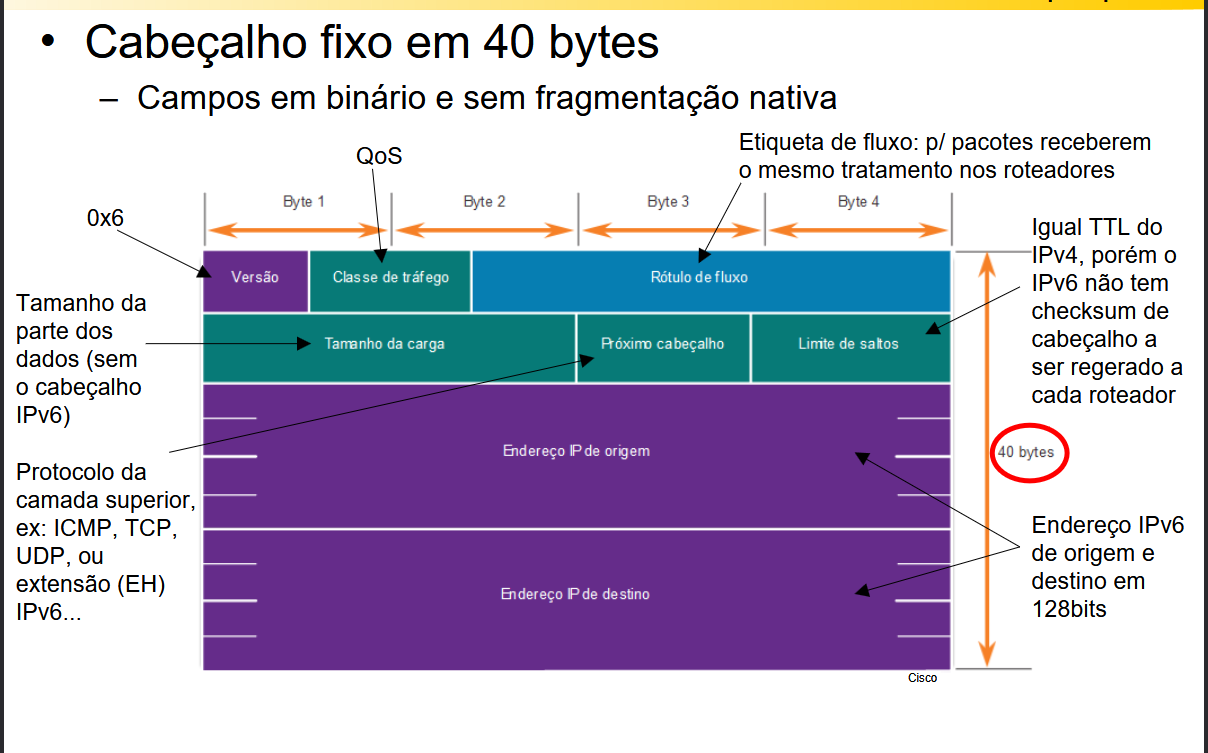 • Cabeçalho fixo em 40 bytes
– Campos em binário e sem fragmentação nativa
Etiqueta de fluxo: p/ pacotes receberem
o mesmo tratamento nos roteadores
QoS
Byte 1
Byte 2
Byte 3
Byte 4
0x6
Igual TTL do
IPv4, porém o
IPv6 não tem
checksum de
cabeçalho a
ser regerado a
cada roteador
Versão
Classe de tráfego
Rótulo de fluxo
Tamanho da
parte dos
dados (sem
o cabeçalho
IPv6)
Tamanho da carga
Próximo cabeçalho
Limite de saltos
Endereço IP de origem
40 bytes
Protocolo da
camada superior,
ex: ICMP, TCP,
UDP, ou
extensão (EH)
IPv6...
Endereço IPv6
de origem e
destino em
128bits
Endereço IP de destino
Cisco